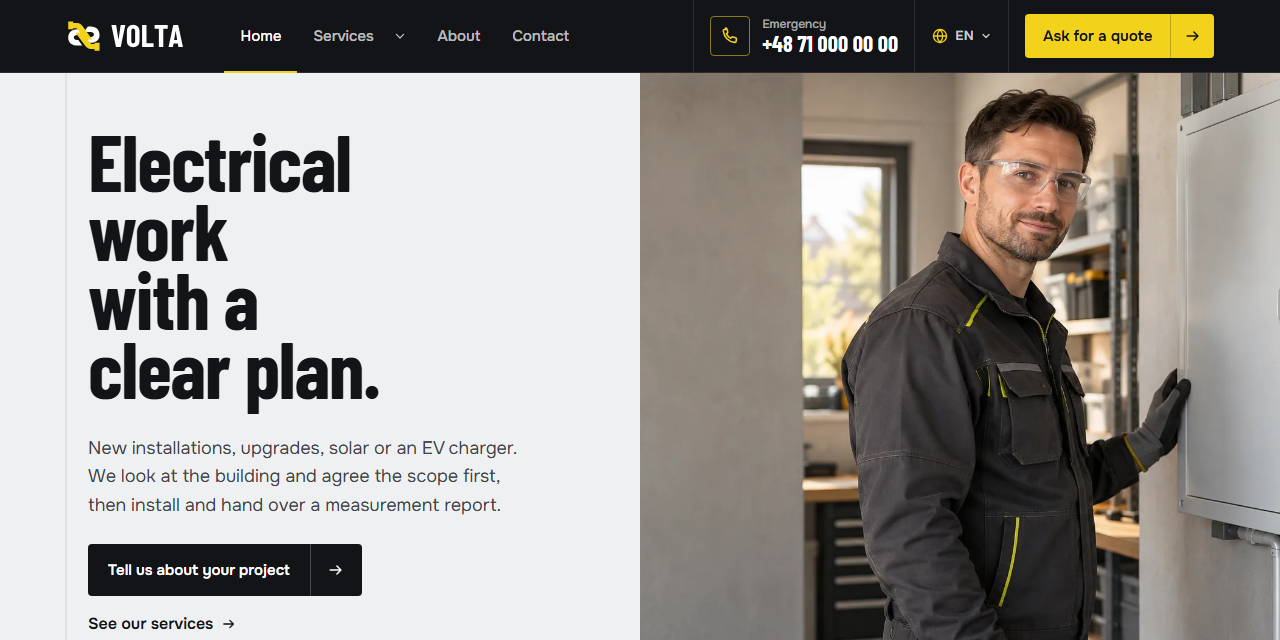 VOLTA
Home
Services
About
Contact
Emergency
+48 71 000 00 00
EN
Ask for a quote
Electrical
work
with a
clear plan.
New installations, upgrades, solar or an EV charger.
We look at the building and agree the scope first,
then install and hand over a measurement report.
Tell us about your project
See our services